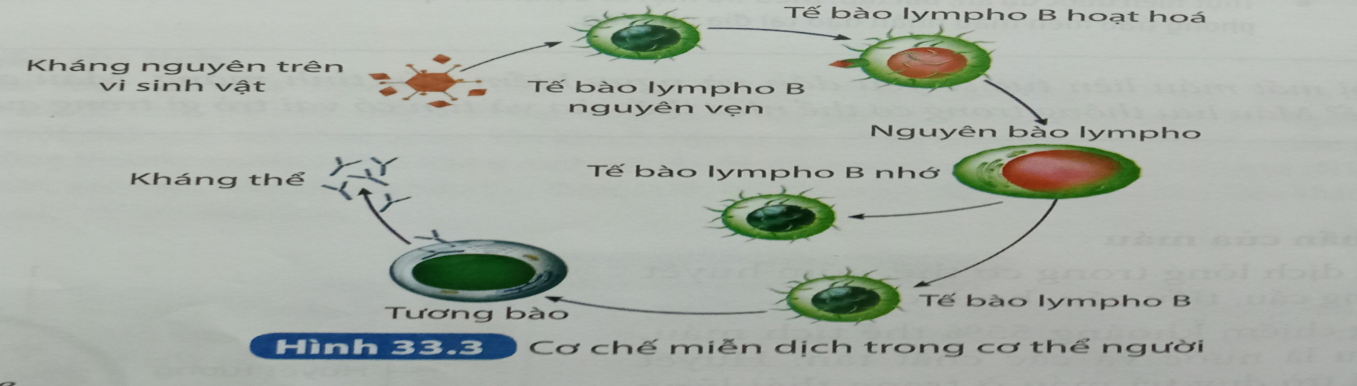 Tế bào lympho B hoạt hoá
Kháng nguyên trên
vi sinh vật
Tế bào lympho B
nguyên vẹn
Nguyên bào lympho
Tế bào lympho B nhớ
Kháng thể
Tế bào lympho B
Tương bào
Hình 33.3 Cơ chế miễn dịch trong cơ thể người